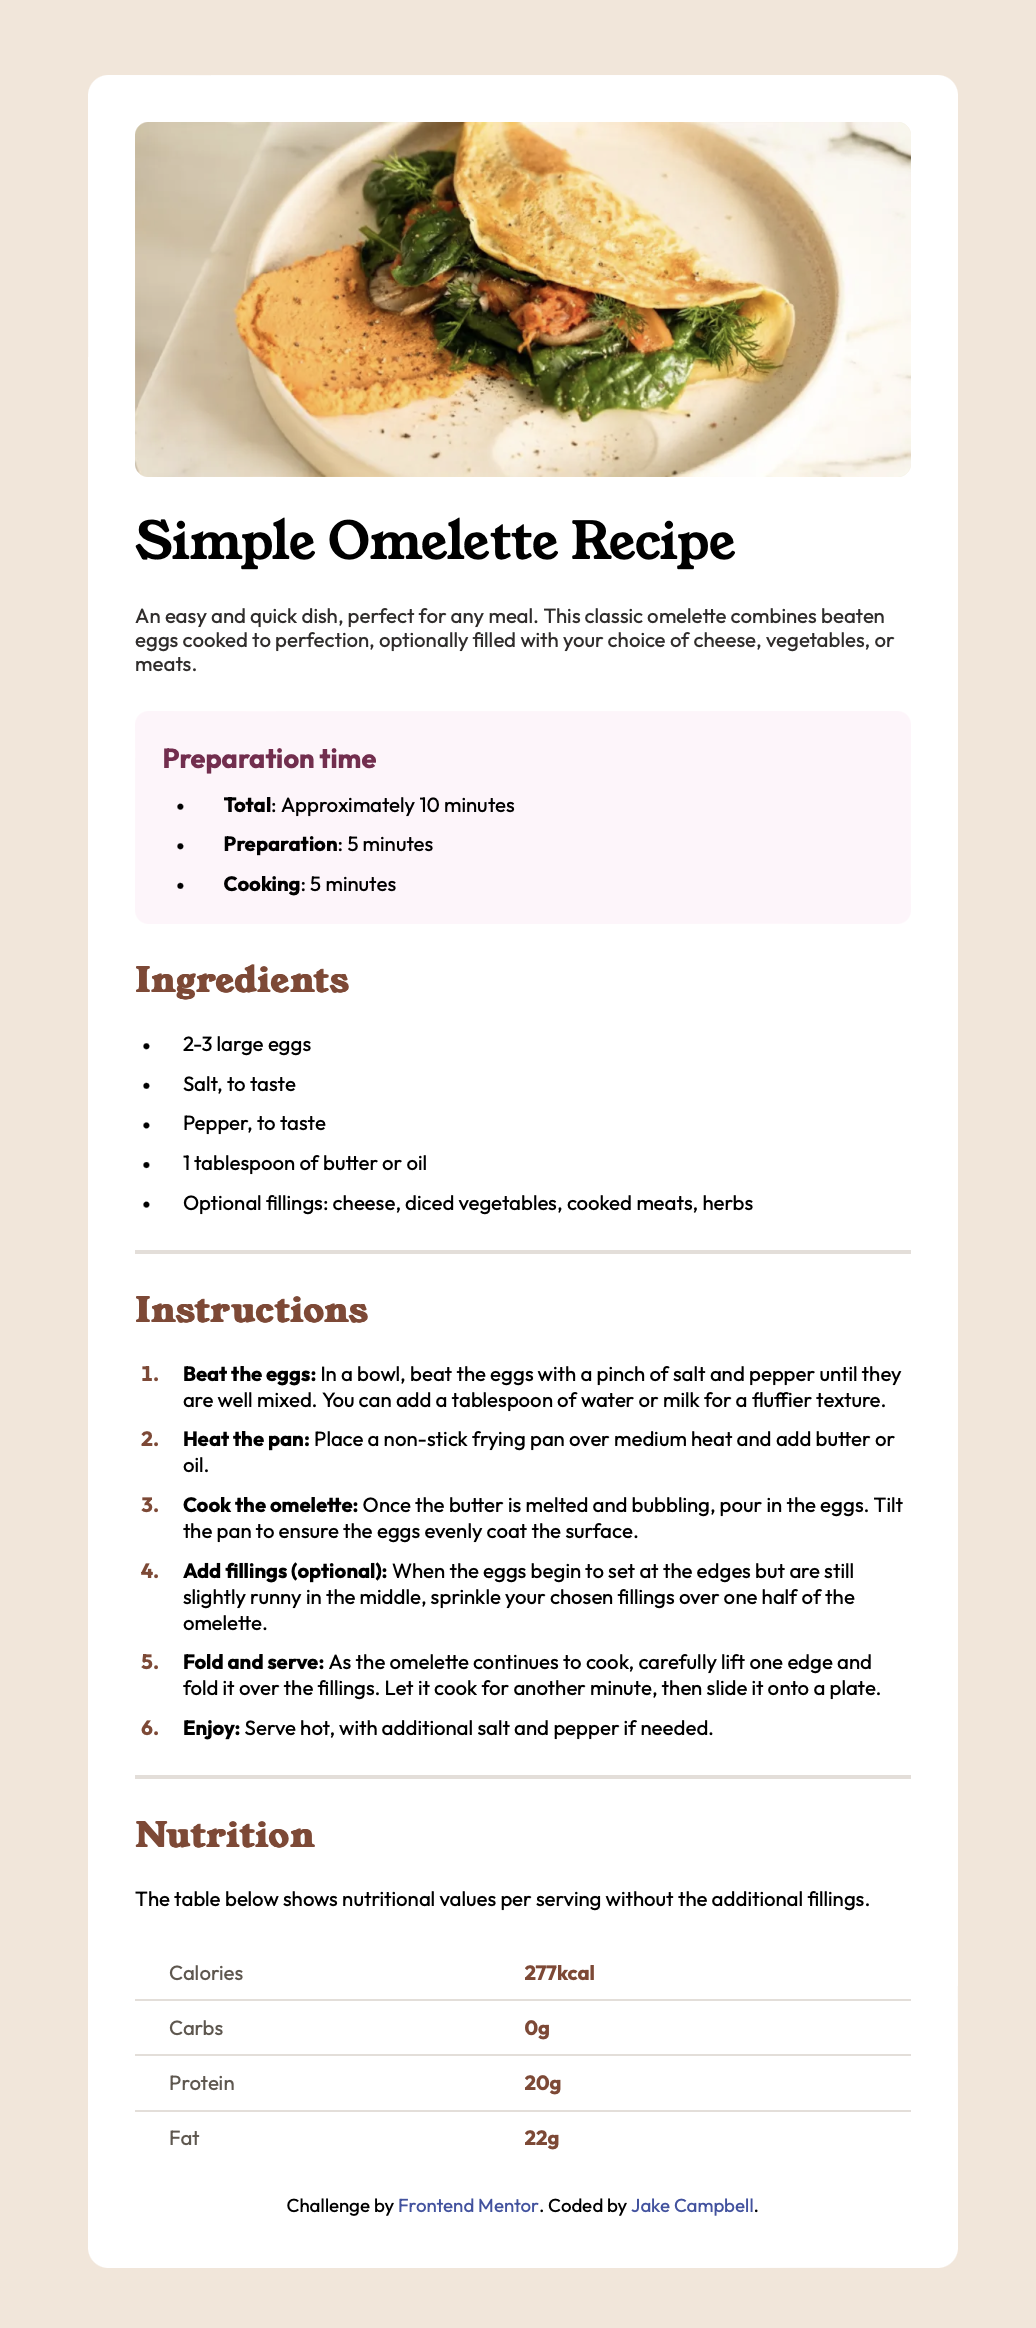 Simple Omelette Recipe
An easy and quick dish, perfect for any meal. This classic omelette combines beaten
eggs cooked to perfection, optionally filled with your choice of cheese, vegetables, or
meats.
Preparation time
• Total: Approximately 10 minutes
• Preparation: 5 minutes
• Cooking: 5 minutes
Ingredients
• 2-3 large eggs
• Salt, to taste
• Pepper, to taste
• 1 tablespoon of butter or oil
• Optional fillings: cheese, diced vegetables, cooked meats, herbs
Instructions
1. Beat the eggs: In a bowl, beat the eggs with a pinch of salt and pepper until they
are well mixed. You can add a tablespoon of water or milk for a fluffier texture.
2. Heat the pan: Place a non-stick frying pan over medium heat and add butter or
oil.
3. Cook the omelette: Once the butter is melted and bubbling, pour in the eggs. Tilt
the pan to ensure the eggs evenly coat the surface.
4. Add fillings (optional): When the eggs begin to set at the edges but are still
slightly runny in the middle, sprinkle your chosen fillings over one half of the
omelette.
5. Fold and serve: As the omelette continues to cook, carefully lift one edge and
fold it over the fillings. Let it cook for another minute, then slide it onto a plate.
6. Enjoy: Serve hot, with additional salt and pepper if needed.
Nutrition
The table below shows nutritional values per serving without the additional fillings.
Calories 277kcal
Carbs 0g
Protein 20g
Fat 22g
Challenge by Frontend Mentor. Coded by Jake Campbell.